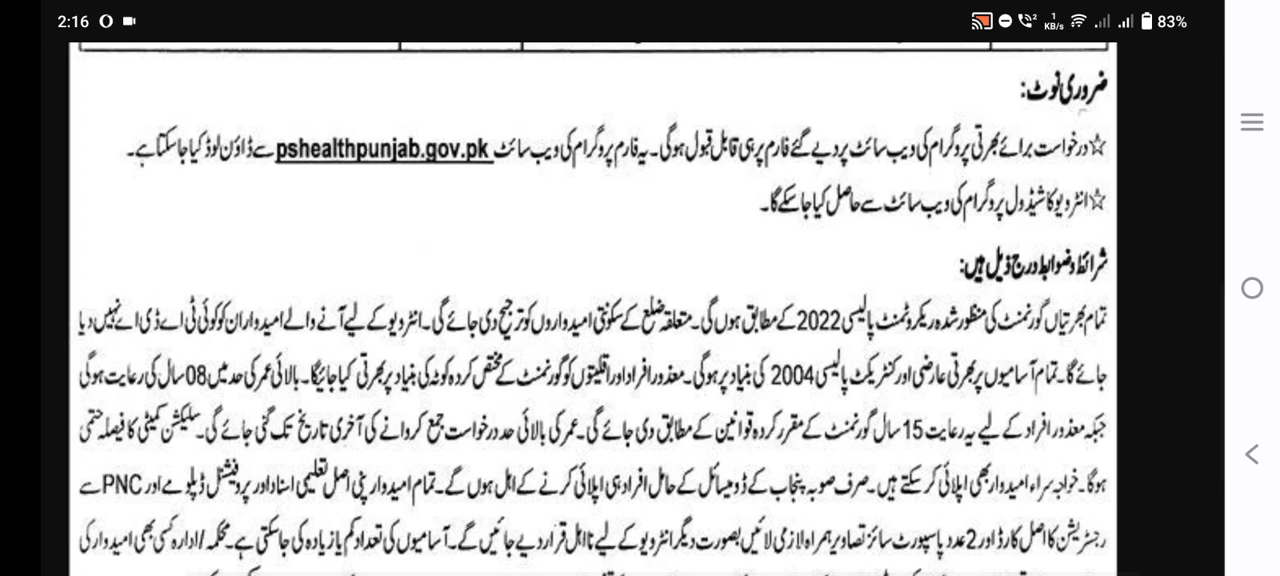 2:16
1 KB/s
83%
ضروری نوٹ:
☆درخواست برائے بھرتی پروگرام کی ویب سائٹ پر دیے گئے فارم پر ہی قابل قبول ہوگی۔ یہ فارم پروگرام کی ویب سائٹ pshealthpunjab.gov.pk سے ڈاؤن لوڈ کیا جاسکتا ہے۔
☆انٹرویو کا شیڈول پروگرام کی ویب سائٹ سے حاصل کیا جاسکے گا۔
شرائط و ضوابط درج ذیل ہیں:
تمام بھرتیاں گورنمنٹ کی منظور شدہ ریکروٹمنٹ پالیسی 2022 کے مطابق ہوں گی۔ متعلقہ ضلع کے سکونتی امیدواروں کو ترجیح دی جائے گی۔ انٹرویو کے لیے آنے والے امیدواران کو کوئی ٹی اے ڈی اے نہیں دیا
جائے گا۔ تمام آسامیوں پر بھرتی عارضی اور کنٹریکٹ پالیسی 2004 کی بنیاد پر ہوگی۔ معذور افراد اور اقلیتوں کو گورنمنٹ کے مختص کردہ کوٹہ کی بنیاد پر بھرتی کیا جائیگا۔ بالائی عمر کی حد میں 08 سال کی رعایت ہوگی
جبکہ معذور افراد کے لیے یہ رعایت 15 سال گورنمنٹ کے مقرر کردہ قوانین کے مطابق دی جائے گی۔ عمر کی بالائی حد درخواست جمع کروانے کی آخری تاریخ تک گنی جائے گی۔ سلیکشن کمیٹی کا فیصلہ حتمی
ہوگا۔ خواجہ سراء امیدوار بھی اپلائی کر سکتے ہیں۔ صرف صوبہ پنجاب کے ڈومیسائل کے حامل افراد ہی اپلائی کرنے کے اہل ہوں گے۔ تمام امیدوار اپنی اصل تعلیمی اسناد اور پروفیشنل ڈپلومے اور PNC سے
رجسٹریشن کا اصل کارڈ اور 2 عدد پاسپورٹ سائز تصاویر ہمراہ لازمی لائیں بصورت دیگر انٹرویو کے لیے نااہل قرار دیے جائیں گے۔ آسامیوں کی تعداد کم یا زیادہ کی جاسکتی ہے۔ محکمہ/ادارہ کسی بھی امیدوار کی